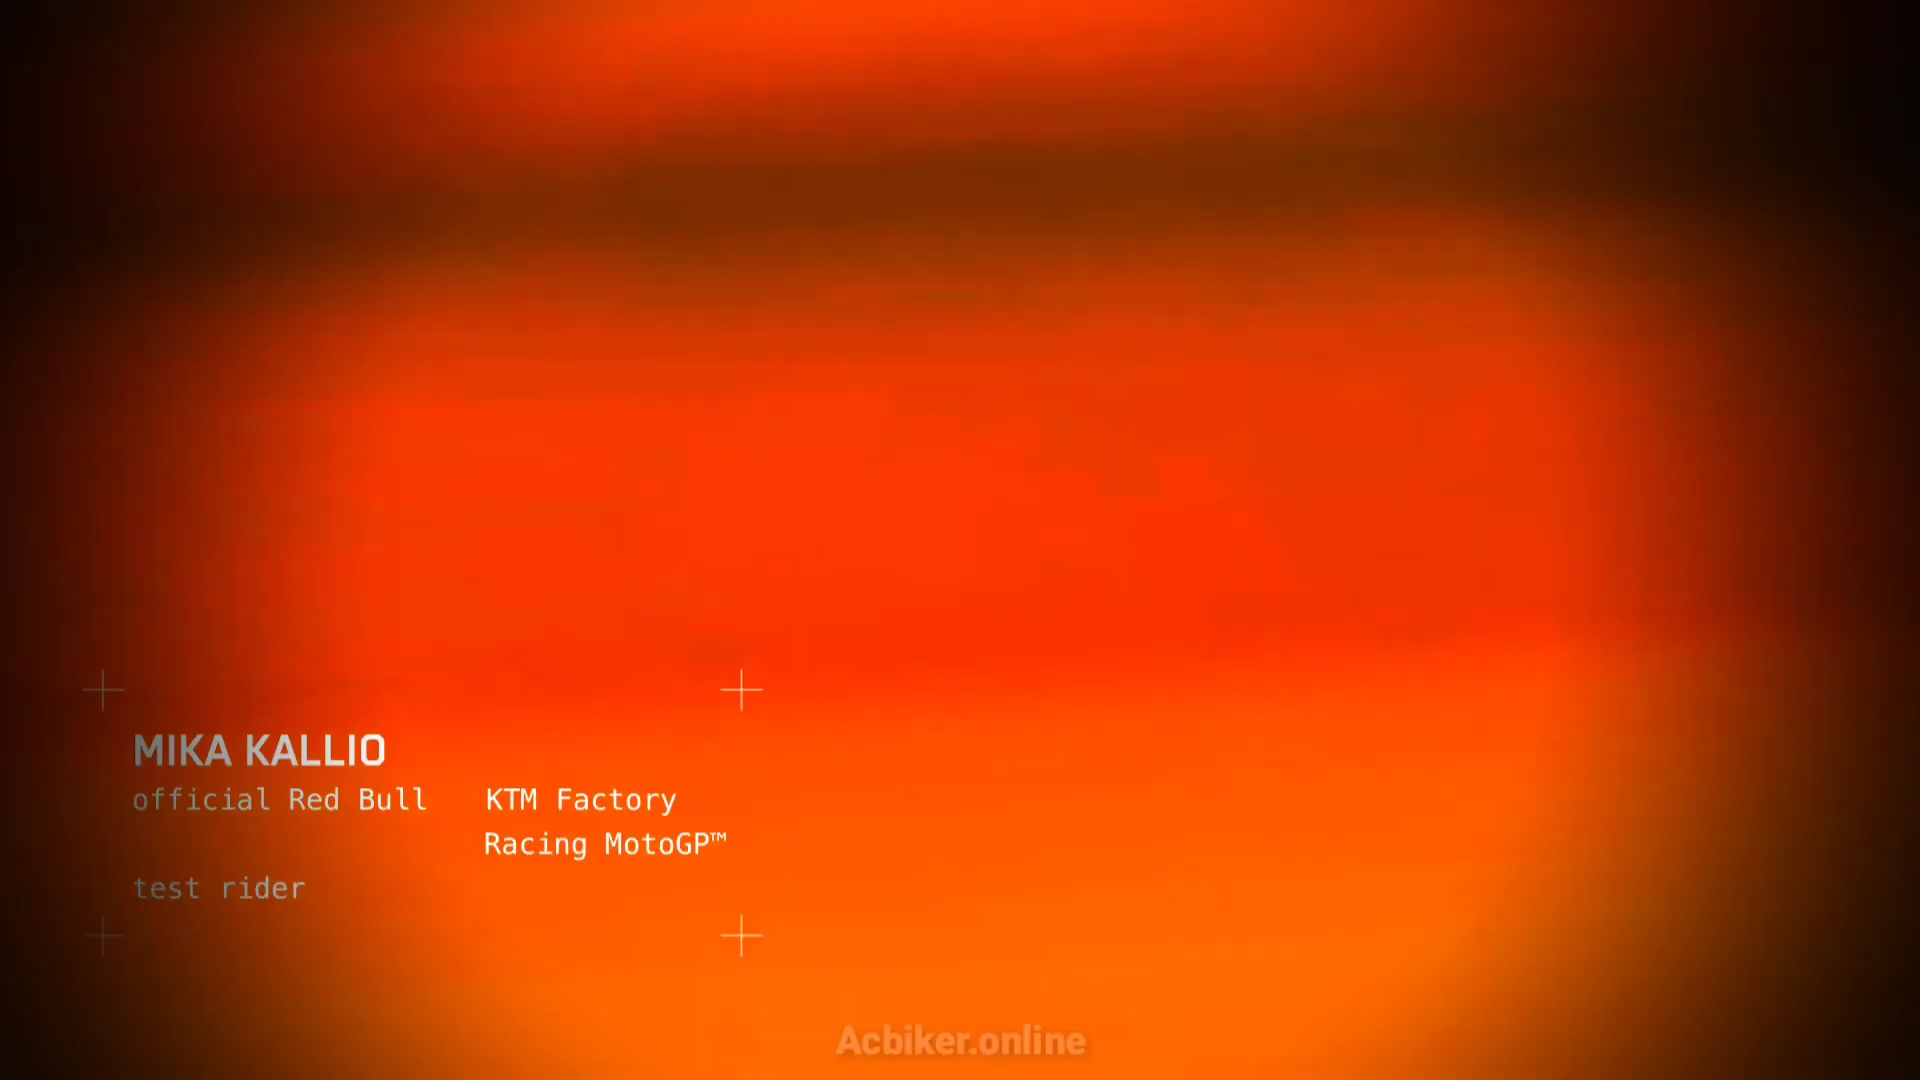 MIKA KALLIO
official Red Bull KTM Factory
Racing MotoGP™
test rider
Acbiker.online